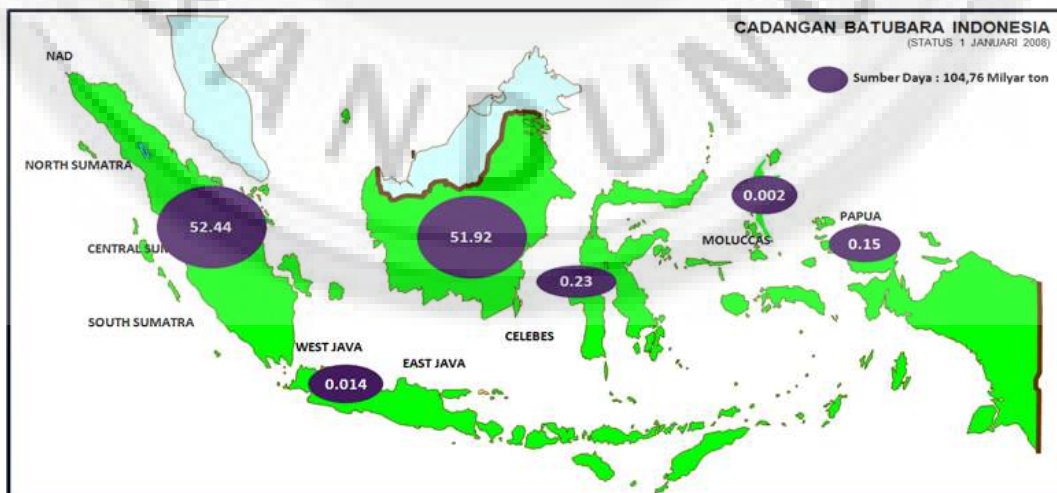 CADANGAN BATUBARA INDONESIA
(STATUS 1 JANUARI 2008)
NAD
Sumber Daya : 104,76 Milyar ton
NORTH SUMATRA
0.002
52.44
51.92
PAPUA
MOLUCCAS
0.15
CENTRAL SUM
0.23
SOUTH SUMATRA
CELEBES
WEST JAVA
EAST JAVA
0.014